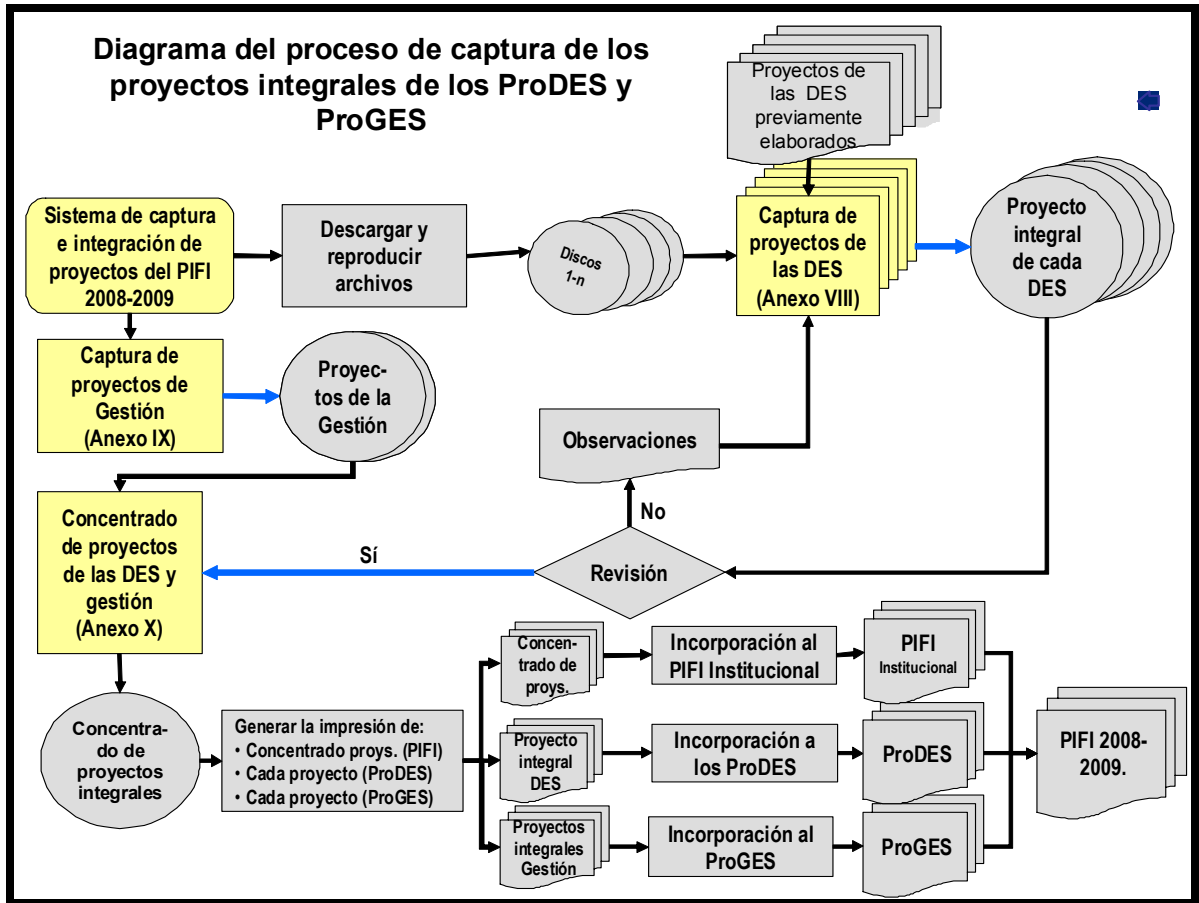 Diagrama del proceso de captura de los
proyectos integrales de los ProDES y
ProGES
Proyectos de
las DES
previamente
elaborados
Sistema de captura
e integración de
proyectos del PIFI
2008-2009
Descargar y
reproducir
archivos
Discos
1-n
Captura de
proyectos de
las DES
(Anexo VIII)
Proyecto
integral
de cada
DES
Captura de
proyectos de
Gestión
(Anexo IX)
Proyec-
tos de la
Gestión
Observaciones
No
Concentrado
de proyectos
de las DES y
gestión
(Anexo X)
Sí
Revisión
Concen-
trado de
proys.
Incorporación al
PIFI Institucional
PIFI
Institucional
Concentra-
do de
proyectos
integrales
Generar la impresión de:
• Concentrado proys. (PIFI)
• Cada proyecto (ProDES)
• Cada proyecto (ProGES)
Proyecto
integral
DES
Incorporación a
los ProDES
ProDES
PIFI 2008-
2009.
Proyectos
integrales
Gestión
Incorporación al
ProGES
ProGES